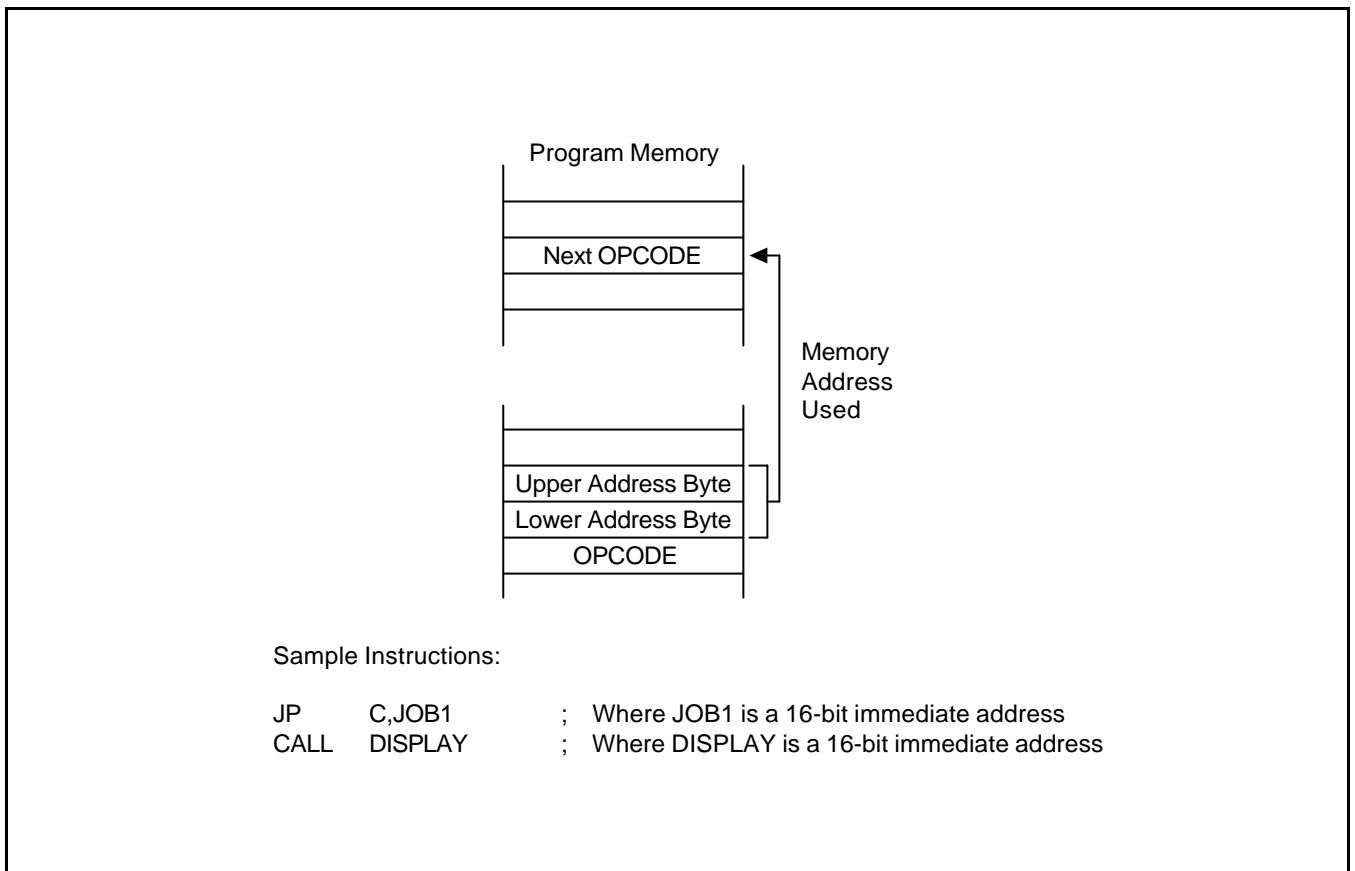 Program Memory
Next OPCODE
Memory
Address
Used
Upper Address Byte
Lower Address Byte
OPCODE
Sample Instructions:
JP C,JOB1 ; Where JOB1 is a 16-bit immediate address
CALL DISPLAY ; Where DISPLAY is a 16-bit immediate address